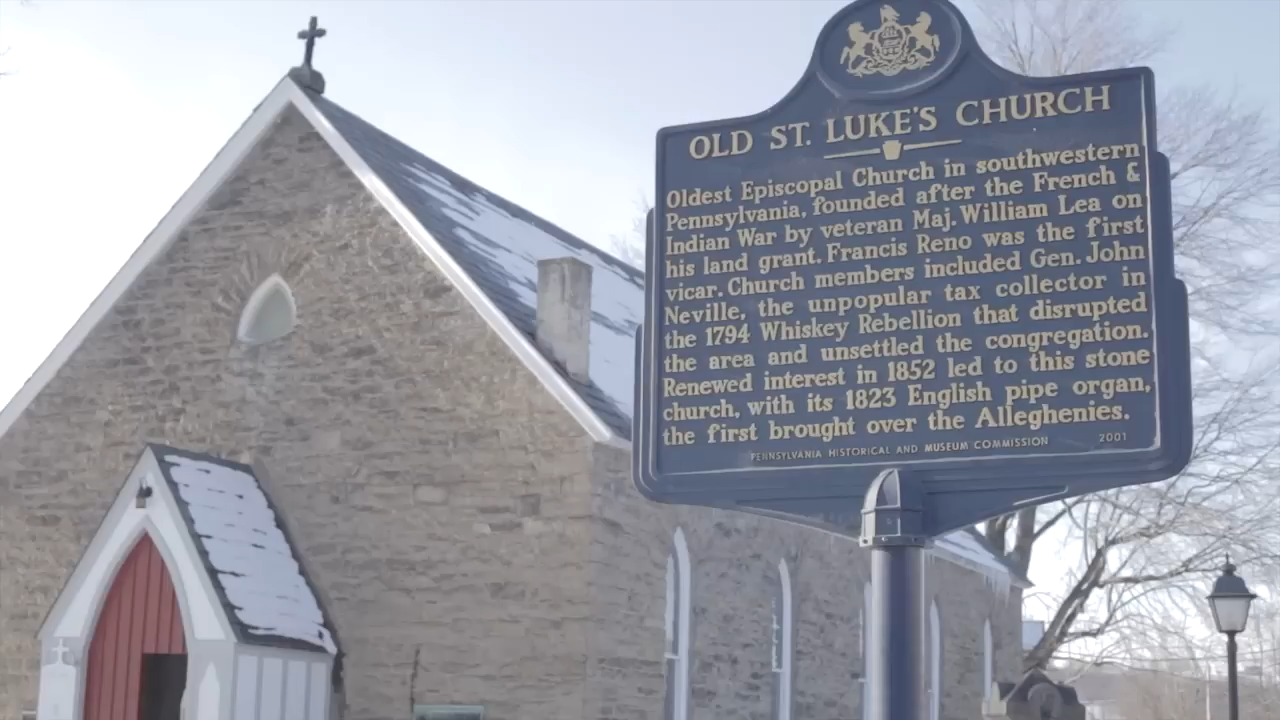 OLD ST. LUKE'S CHURCH
Oldest Episcopal Church in southwestern
Pennsylvania, founded after the French &
Indian War by veteran Maj. William Lea on
his land grant. Francis Reno was the first
vicar. Church members included Gen. John
Neville, the unpopular tax collector in
the 1794 Whiskey Rebellion that disrupted
the area and unsettled the congregation.
Renewed interest in 1852 led to this stone
church, with its 1823 English pipe organ,
the first brought over the Alleghenies.
PENNSYLVANIA HISTORICAL AND MUSEUM COMMISSION 2001